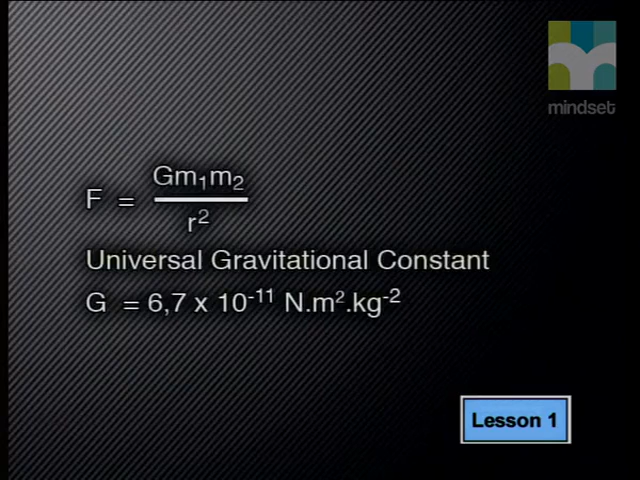 mindset
F = Gm₁m₂
r²
Universal Gravitational Constant
G = 6,7 x 10⁻¹¹ N.m².kg⁻²
Lesson 1